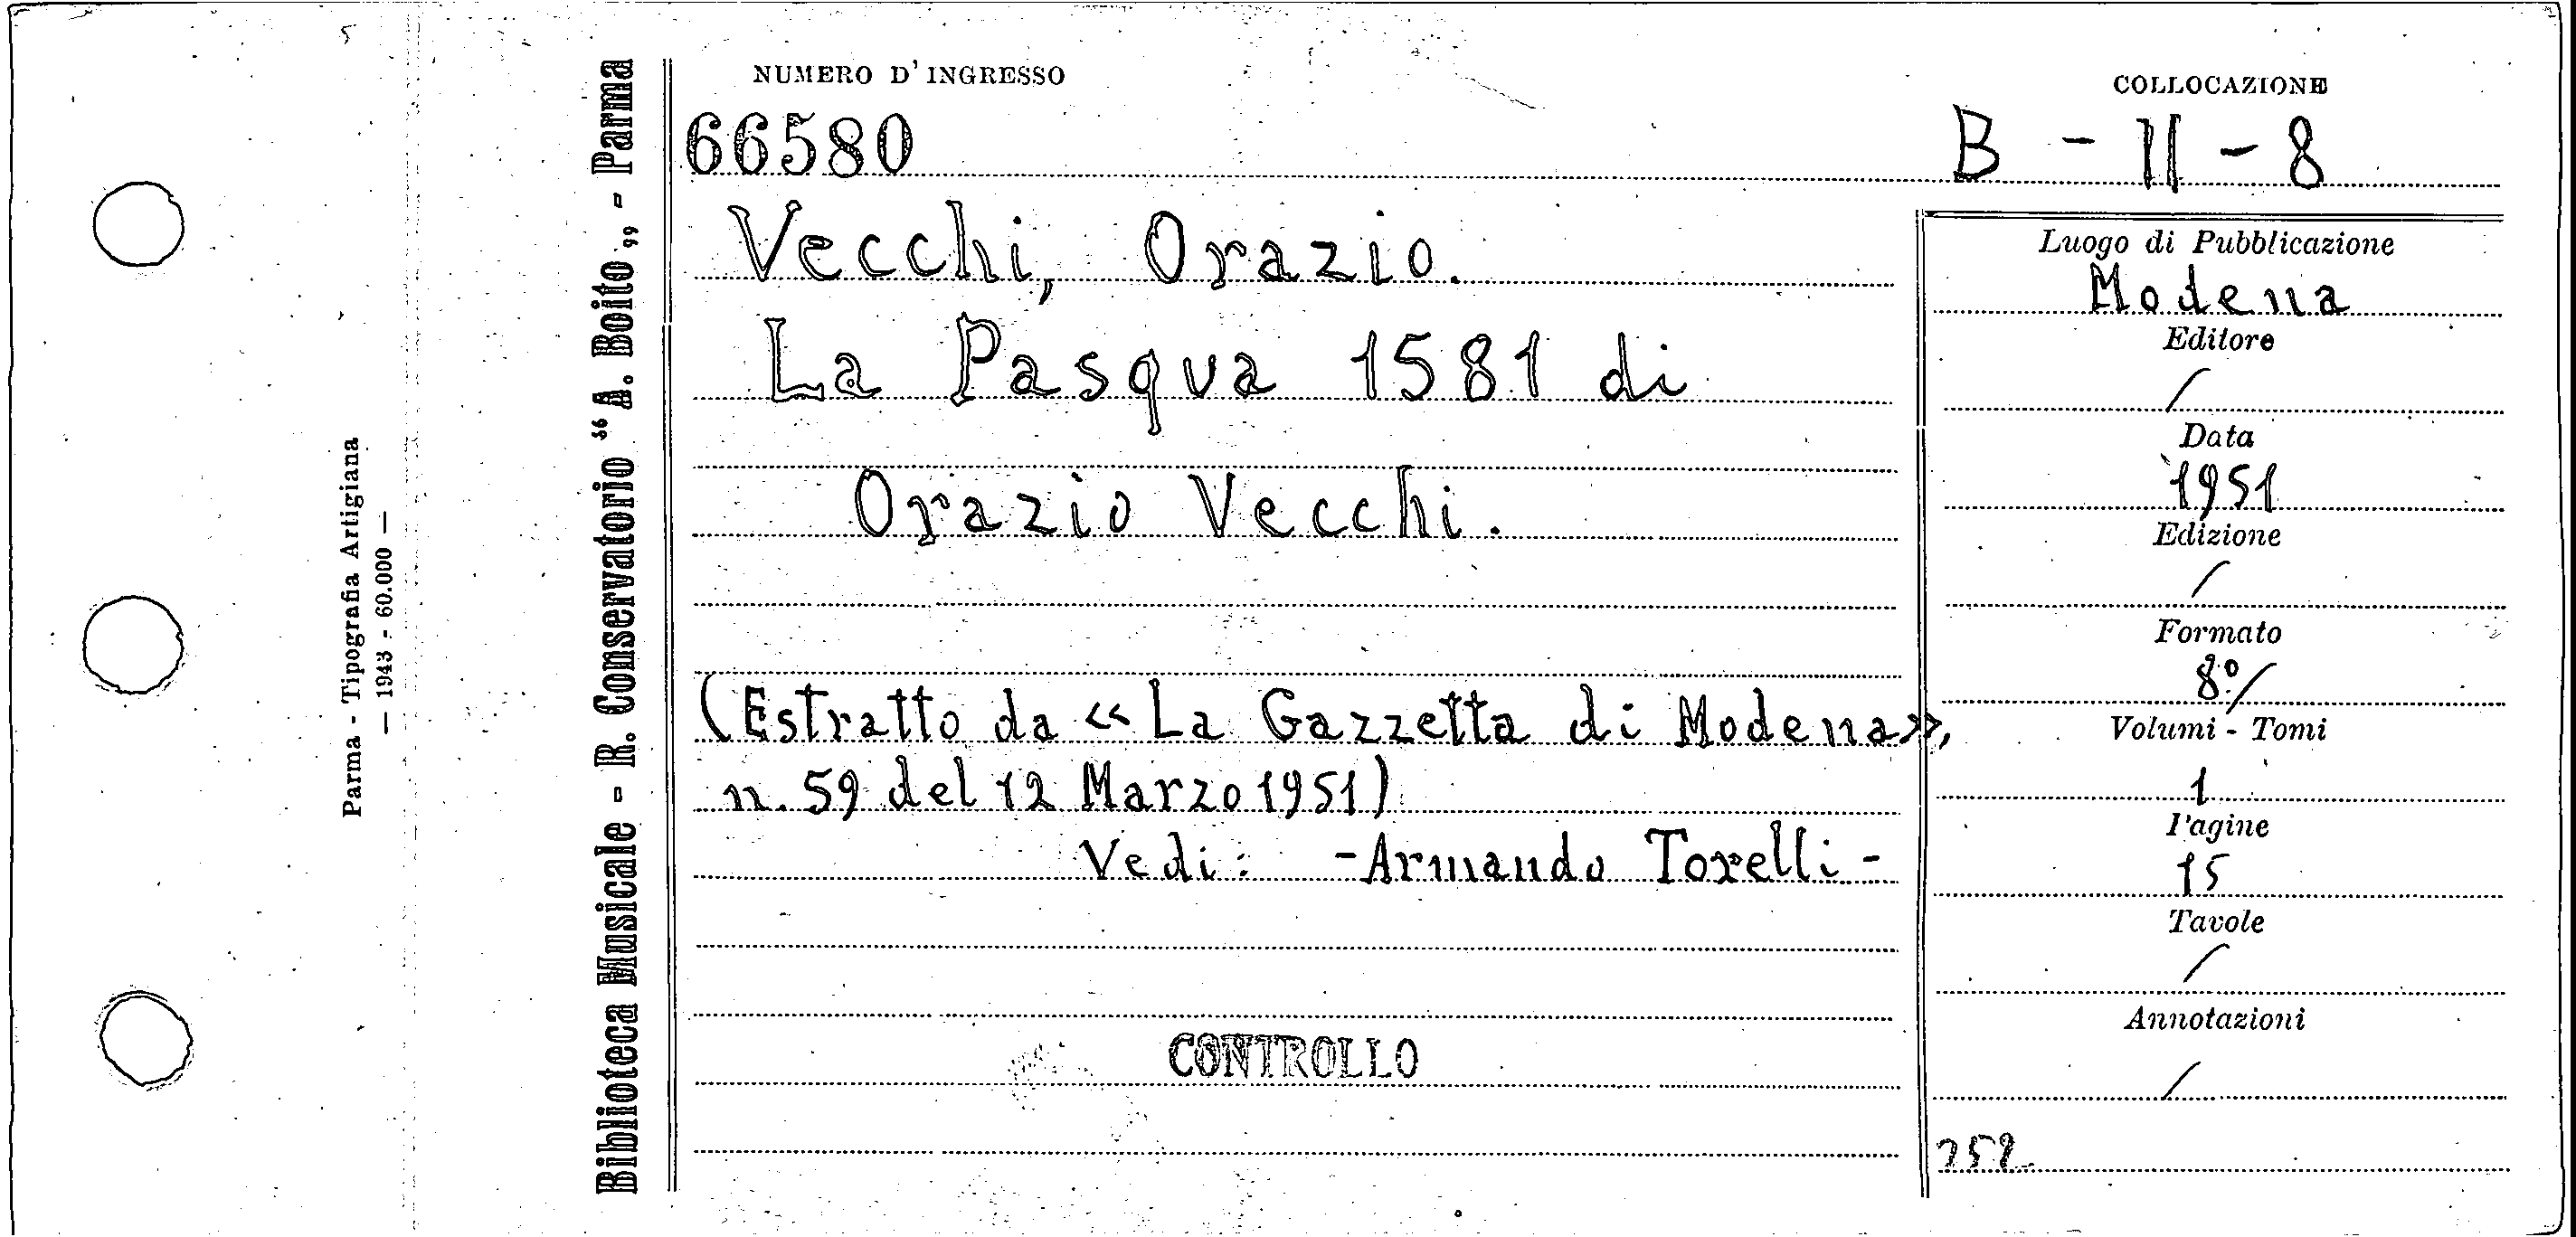 NUMERO D'INGRESSO
COLLOCAZIONE
66580
B - II - 8
Vecchi, Orazio.
La Pasqua 1581 di
Orazio Vecchi.
(Estratto da « La Gazzetta di Modena»,
n. 59 del 12 Marzo 1951)
Vedi: - Armando Torelli -
CONTROLLO
Luogo di Pubblicazione
Modena
Editore
/
Data
1951
Edizione
/
Formato
8º/
Volumi - Tomi
1
Pagine
15
Tavole
/
Annotazioni
/
Biblioteca Musicale - R. Conservatorio “A. Boito„ - Parma
Parma - Tipografia Artigiana
— 1943 - 60.000 —